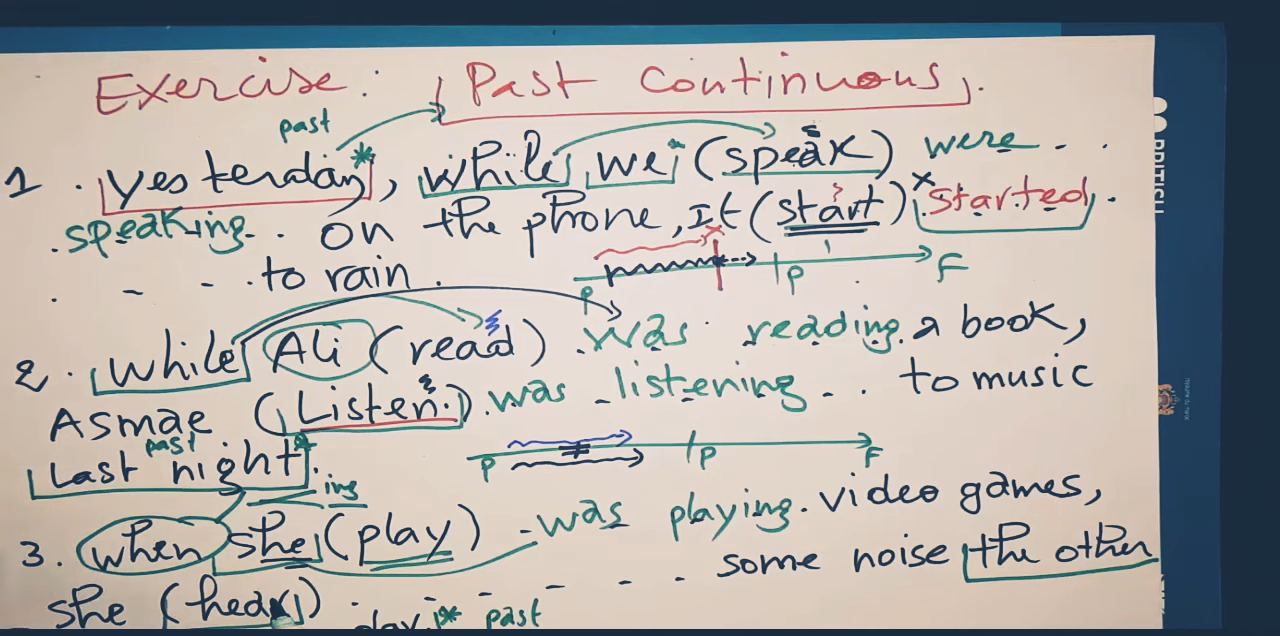 Exercise: Past Continuous.
past
1. Yesterday, while we (speak) were...
speaking.. on the phone, It (start) started.
to rain.
P P F
2. While Ali (read) was reading. a book,
Asmae (Listen.) was listening... to music
past
Last night.
P P F
ing
3. when she (play) was playing. video games,
she (hear) .... some noise the other
day. past